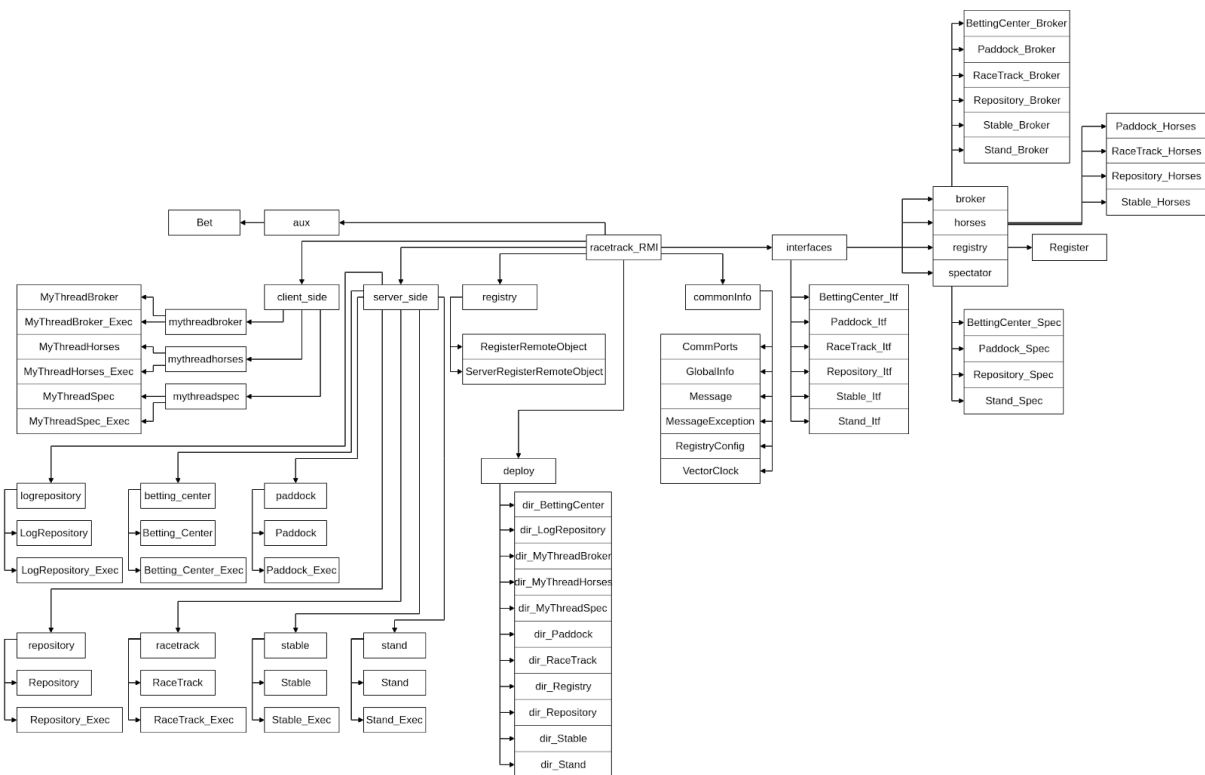 BettingCenter_Broker
Paddock_Broker
RaceTrack_Broker
Repository_Broker
Stable_Broker
Stand_Broker
Paddock_Horses
RaceTrack_Horses
Repository_Horses
Stable_Horses
broker
horses
registry
spectator
Register
Bet
aux
racetrack_RMI
interfaces
BettingCenter_Spec
Paddock_Spec
Repository_Spec
Stand_Spec
MyThreadBroker
MyThreadBroker_Exec
MyThreadHorses
MyThreadHorses_Exec
MyThreadSpec
MyThreadSpec_Exec
mythreadbroker
mythreadhorses
mythreadspec
client_side
server_side
registry
RegisterRemoteObject
ServerRegisterRemoteObject
commonInfo
CommPorts
GlobalInfo
Message
MessageException
RegistryConfig
VectorClock
BettingCenter_Itf
Paddock_Itf
RaceTrack_Itf
Repository_Itf
Stable_Itf
Stand_Itf
logrepository
LogRepository
LogRepository_Exec
betting_center
Betting_Center
Betting_Center_Exec
paddock
Paddock
Paddock_Exec
deploy
dir_BettingCenter
dir_LogRepository
dir_MyThreadBroker
dir_MyThreadHorses
dir_MyThreadSpec
dir_Paddock
dir_RaceTrack
dir_Registry
dir_Repository
dir_Stable
dir_Stand
repository
Repository
Repository_Exec
racetrack
RaceTrack
RaceTrack_Exec
stable
Stable
Stable_Exec
stand
Stand
Stand_Exec